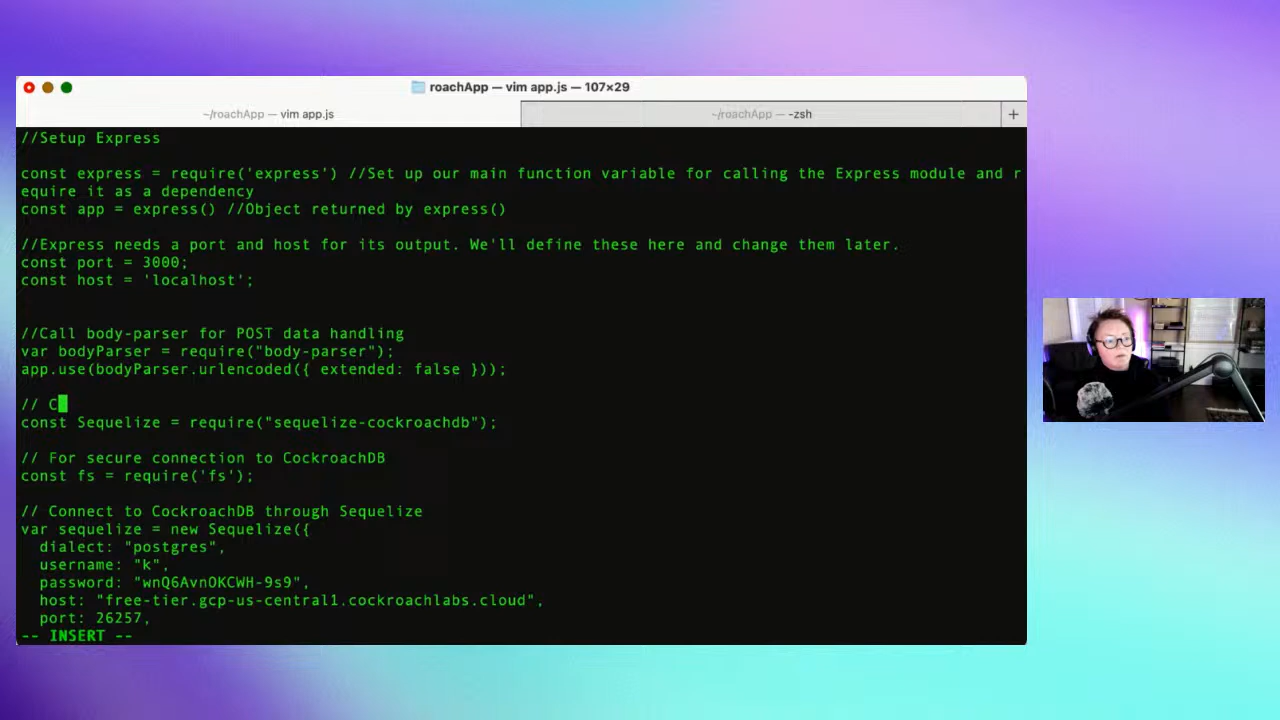 roachApp — vim app.js — 107×29
~/roachApp — vim app.js
~/roachApp — -zsh
+
//Setup Express
const express = require('express') //Set up our main function variable for calling the Express module and r
equire it as a dependency
const app = express() //Object returned by express()
//Express needs a port and host for its output. We'll define these here and change them later.
const port = 3000;
const host = 'localhost';
//Call body-parser for POST data handling
var bodyParser = require("body-parser");
app.use(bodyParser.urlencoded({ extended: false }));
// C
const Sequelize = require("sequelize-cockroachdb");
// For secure connection to CockroachDB
const fs = require('fs');
// Connect to CockroachDB through Sequelize
var sequelize = new Sequelize({
  dialect: "postgres",
  username: "k",
  password: "wnQ6AvnOKCWH-9s9",
  host: "free-tier.gcp-us-central1.cockroachlabs.cloud",
  port: 26257,
-- INSERT --